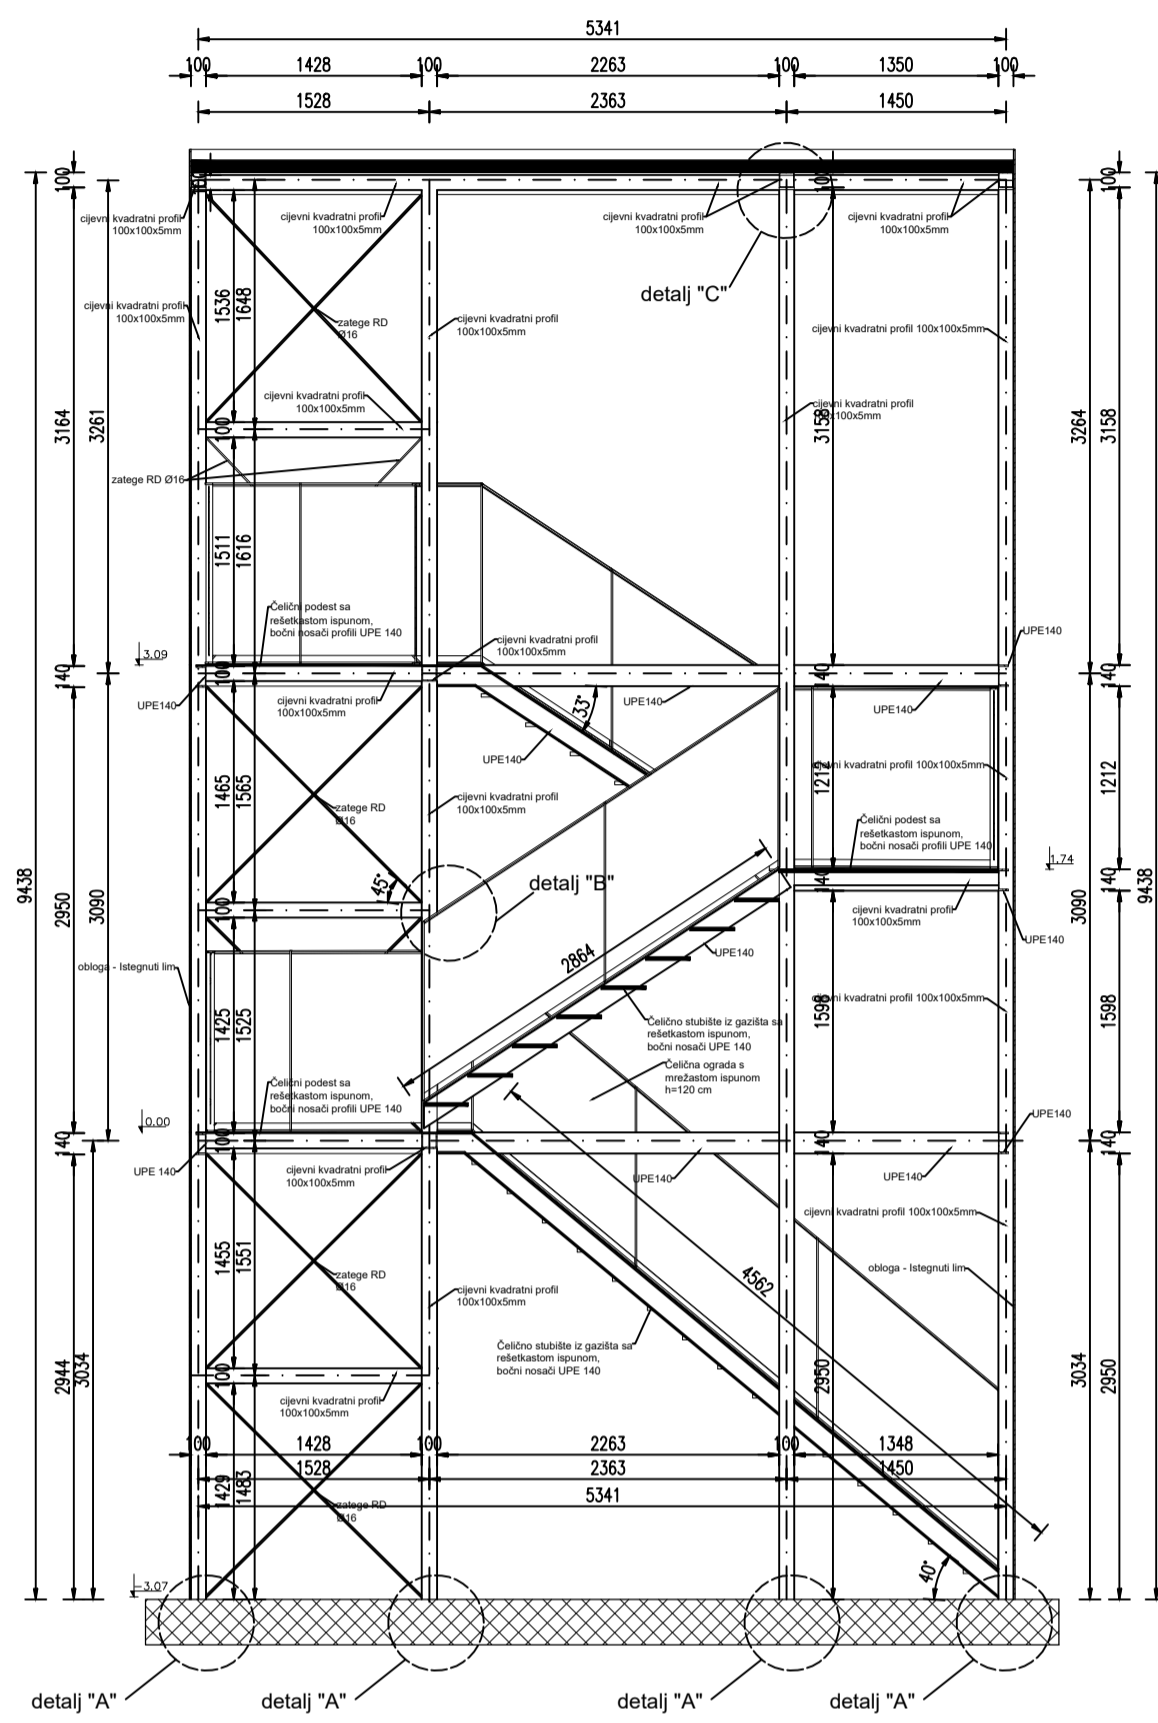 5341
100 1428 100 2263 100 1350 100
1528 2363 1450
100
100
100
100
cijevni kvadratni profil
100x100x5mm
cijevni kvadratni profil
100x100x5mm
cijevni kvadratni profil
100x100x5mm
cijevni kvadratni profil
100x100x5mm
detalj "C"
cijevni kvadratni profil
100x100x5mm
1536
1648
zatege RD
Ø16
cijevni kvadratni profil
100x100x5mm
cijevni kvadratni profil 100x100x5mm
cijevni kvadratni profil
100x100x5mm
cijevni kvadratni profil
100x100x5mm
3164
3261
100
3158
3264
3158
zatege RD Ø16
1511
1616
Čelični podest sa
rešetkastom ispunom,
bočni nosači profili UPE 140
cijevni kvadratni profil
100x100x5mm
UPE140
3.09
140
100
140
140
UPE140
cijevni kvadratni profil
100x100x5mm
33°
UPE140
UPE140
UPE140
1465
1565
zatege RD
Ø16
cijevni kvadratni profil
100x100x5mm
cijevni kvadratni profil 100x100x5mm
1212
1212
Čelični podest sa
rešetkastom ispunom,
bočni nosači profili UPE 140
1.74
9438
2950
3090
45°
100
detalj "B"
140
140
3090
9438
cijevni kvadratni profil
100x100x5mm
UPE140
UPE140
2864
obloga - Istegnuti lim
cijevni kvadratni profil 100x100x5mm
1425
1525
Čelično stubište iz gazišta sa
rešetkastom ispunom,
bočni nosači UPE 140
1598
1598
Čelična ograda s
mrežastom ispunom
h=120 cm
Čelični podest sa
rešetkastom ispunom,
bočni nosači profili UPE 140
0.00
UPE140
140
100
140
140
UPE 140
cijevni kvadratni profil
100x100x5mm
UPE140
UPE140
cijevni kvadratni profil 100x100x5mm
1455
1551
zatege RD
Ø16
cijevni kvadratni profil
100x100x5mm
4562
obloga - Istegnuti lim
Čelično stubište iz gazišta sa
rešetkastom ispunom,
bočni nosači UPE 140
2944
3034
100
2950
3034
2950
cijevni kvadratni profil
100x100x5mm
100 1428 100 2263 100 1348
1528 2363 1450
5341
1429
1483
zatege RD
Ø16
40°
-3.07
detalj "A" detalj "A" detalj "A" detalj "A"